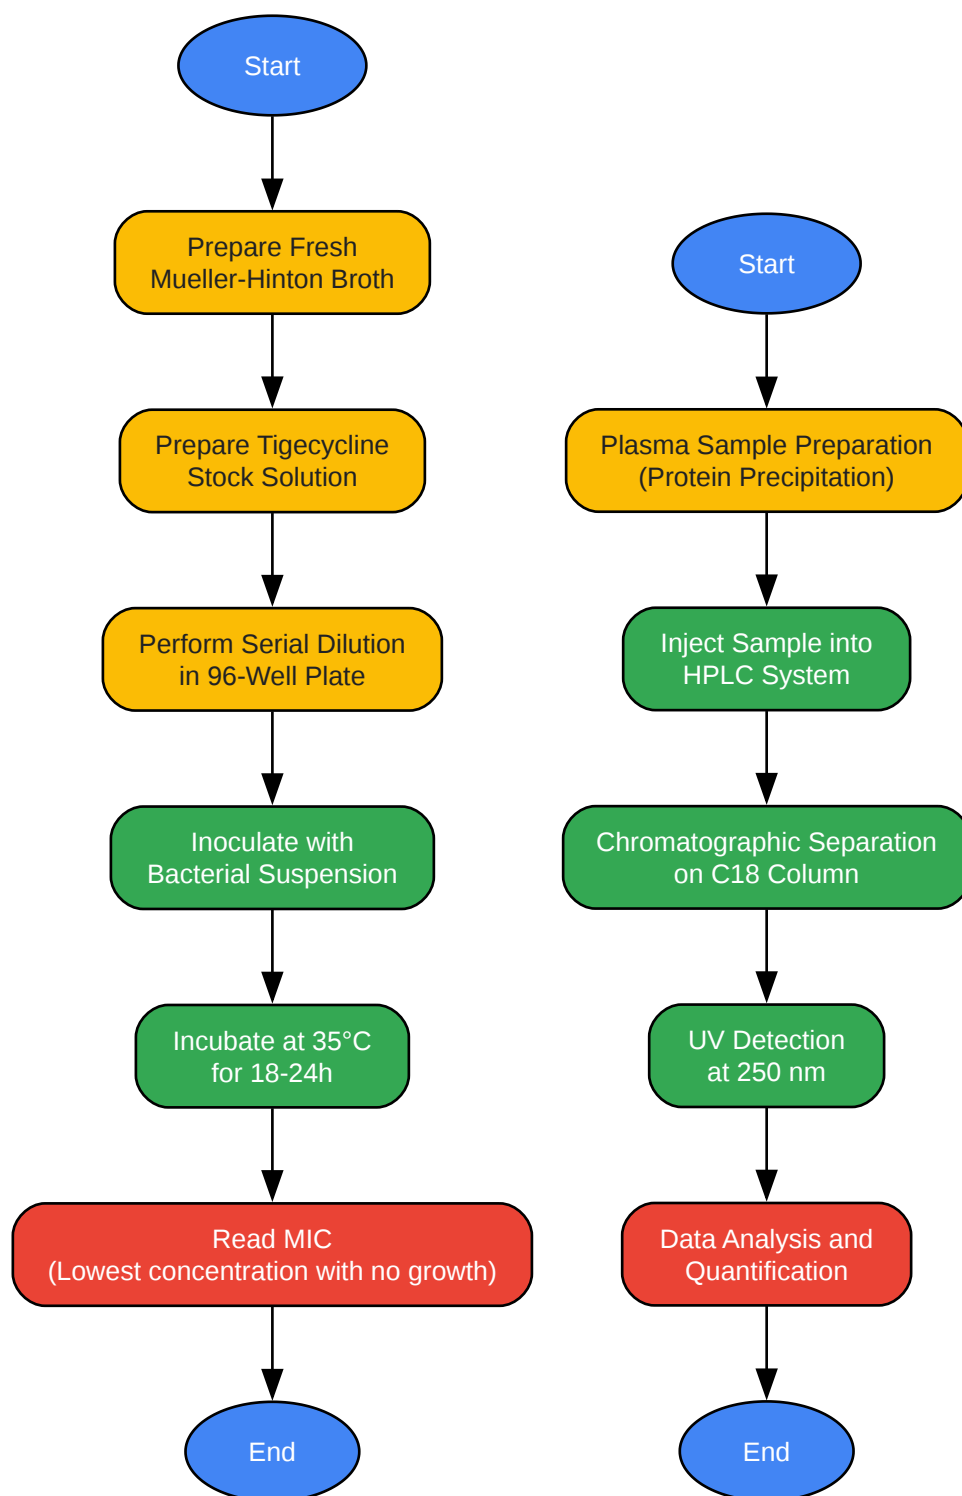 Start
Prepare Fresh
Mueller-Hinton Broth
Prepare Tigecycline
Stock Solution
Perform Serial Dilution
in 96-Well Plate
Inoculate with
Bacterial Suspension
Incubate at 35°C
for 18-24h
Read MIC
(Lowest concentration with no growth)
End
Start
Plasma Sample Preparation
(Protein Precipitation)
Inject Sample into
HPLC System
Chromatographic Separation
on C18 Column
UV Detection
at 250 nm
Data Analysis and
Quantification
End